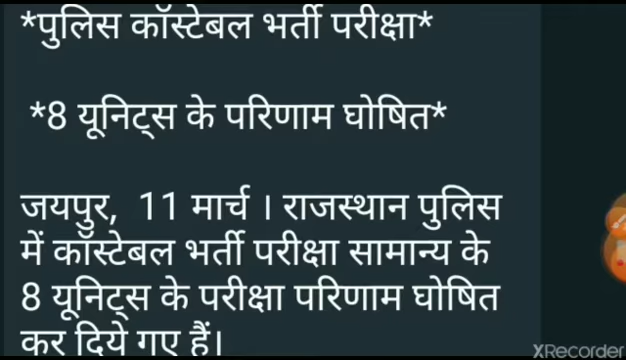 *पुलिस कॉस्टेबल भर्ती परीक्षा*
*8 यूनिट्स के परिणाम घोषित*
जयपुर, 11 मार्च । राजस्थान पुलिस
में कॉस्टेबल भर्ती परीक्षा सामान्य के
8 यूनिट्स के परीक्षा परिणाम घोषित
कर दिये गए हैं।
XRecorder